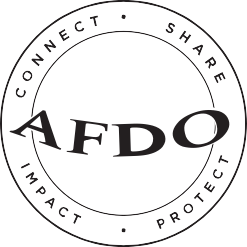 CONNECT · SHARE
AFDO
IMPACT · PROTECT